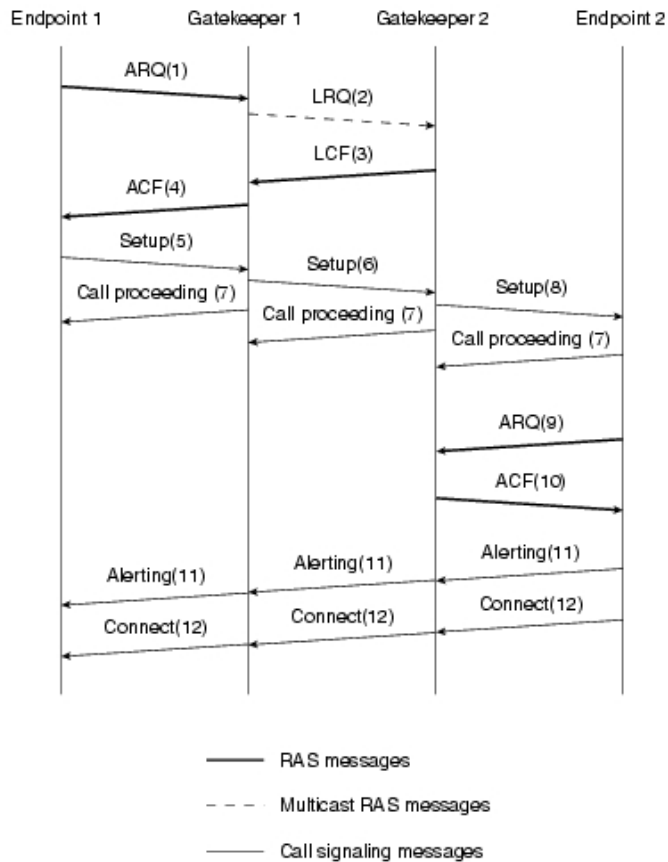 Endpoint 1 Gatekeeper 1 Gatekeeper 2 Endpoint 2
ARQ(1)
LRQ(2)
LCF(3)
ACF(4)
Setup(5)
Setup(6)
Setup(8)
Call proceeding (7)
Call proceeding (7)
Call proceeding (7)
ARQ(9)
ACF(10)
Alerting(11)
Alerting(11)
Alerting(11)
Connect(12)
Connect(12)
Connect(12)
RAS messages
Multicast RAS messages
Call signaling messages